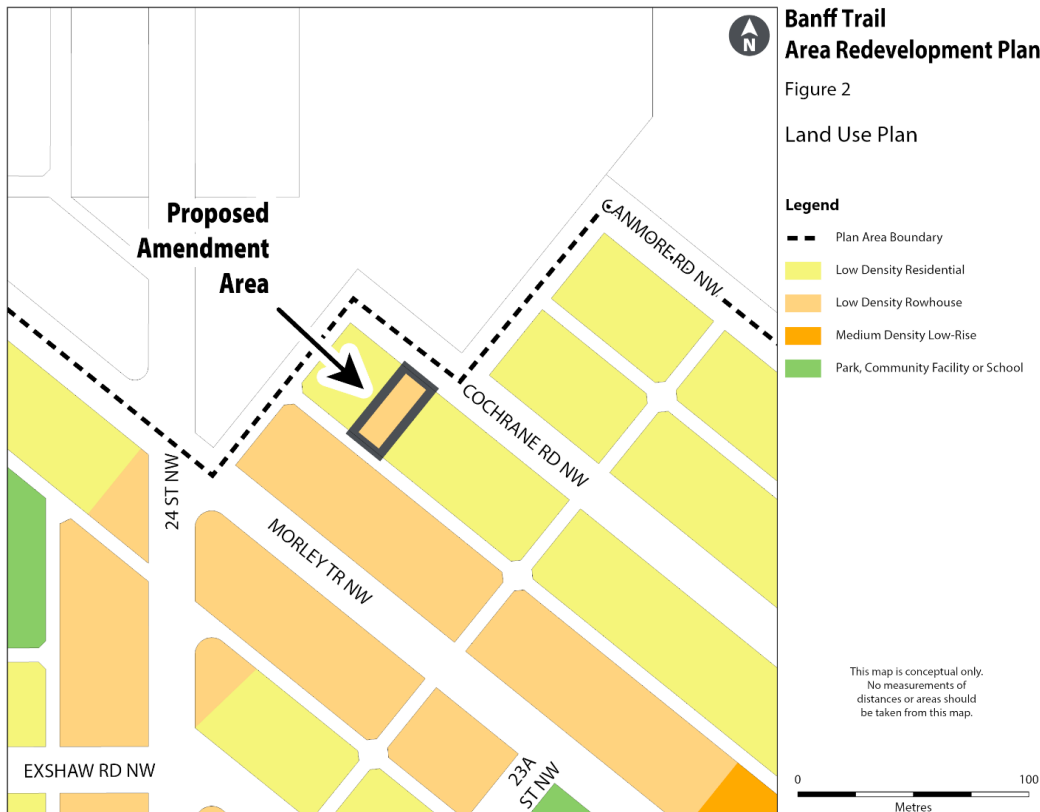 Banff Trail
Area Redevelopment Plan
Figure 2
Land Use Plan
Legend
Plan Area Boundary
Low Density Residential
Low Density Rowhouse
Medium Density Low-Rise
Park, Community Facility or School
N
Proposed
Amendment
Area
CANMORE RD NW
COCHRANE RD NW
24 ST NW
MORLEY TR NW
EXSHAW RD NW
23A
ST NW
This map is conceptual only.
No measurements of
distances or areas should
be taken from this map.
0 100
Metres